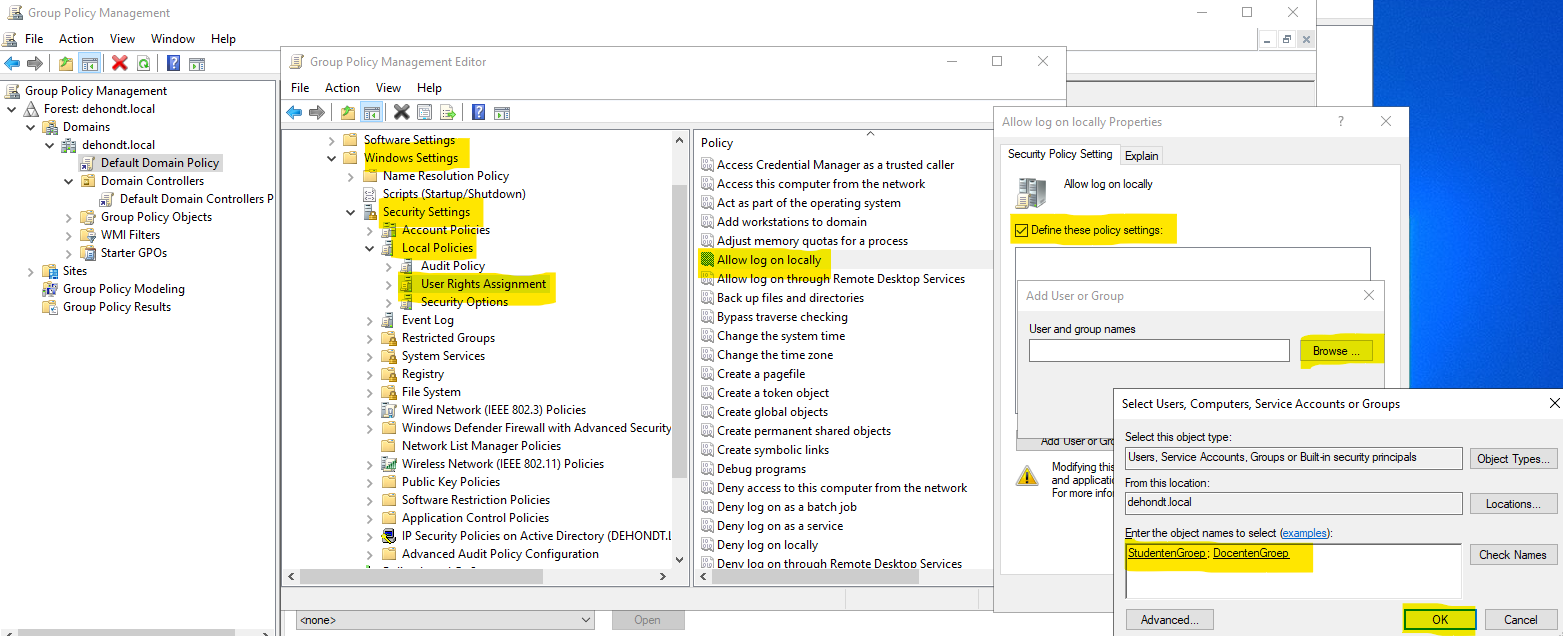 Group Policy Management
File Action View Window Help
Group Policy Management
Forest: dehondt.local
Domains
dehondt.local
Default Domain Policy
Domain Controllers
Default Domain Controllers P
Group Policy Objects
WMI Filters
Starter GPOs
Sites
Group Policy Modeling
Group Policy Results
Group Policy Management Editor
File Action View Help
Software Settings
Windows Settings
Name Resolution Policy
Scripts (Startup/Shutdown)
Security Settings
Account Policies
Local Policies
Audit Policy
User Rights Assignment
Security Options
Event Log
Restricted Groups
System Services
Registry
File System
Wired Network (IEEE 802.3) Policies
Windows Defender Firewall with Advanced Security
Network List Manager Policies
Wireless Network (IEEE 802.11) Policies
Public Key Policies
Software Restriction Policies
Application Control Policies
IP Security Policies on Active Directory (DEHONDT.L
Advanced Audit Policy Configuration
Policy
Access Credential Manager as a trusted caller
Access this computer from the network
Act as part of the operating system
Add workstations to domain
Adjust memory quotas for a process
Allow log on locally
Allow log on through Remote Desktop Services
Back up files and directories
Bypass traverse checking
Change the system time
Change the time zone
Create a pagefile
Create a token object
Create global objects
Create permanent shared objects
Create symbolic links
Debug programs
Deny access to this computer from the network
Deny log on as a batch job
Deny log on as a service
Deny log on locally
Deny log on through Remote Desktop Services
<none>
Open
Allow log on locally Properties
Security Policy Setting Explain
Allow log on locally
Define these policy settings:
Add User or Group
User and group names
Browse ...
Add User or Gro
Modifying this
and applicatio
For more infor
Select Users, Computers, Service Accounts or Groups
Select this object type:
Users, Service Accounts, Groups or Built-in security principals
Object Types...
From this location:
dehondt.local
Locations...
Enter the object names to select (examples):
StudentenGroep; DocentenGroep
Check Names
Advanced...
OK
Cancel